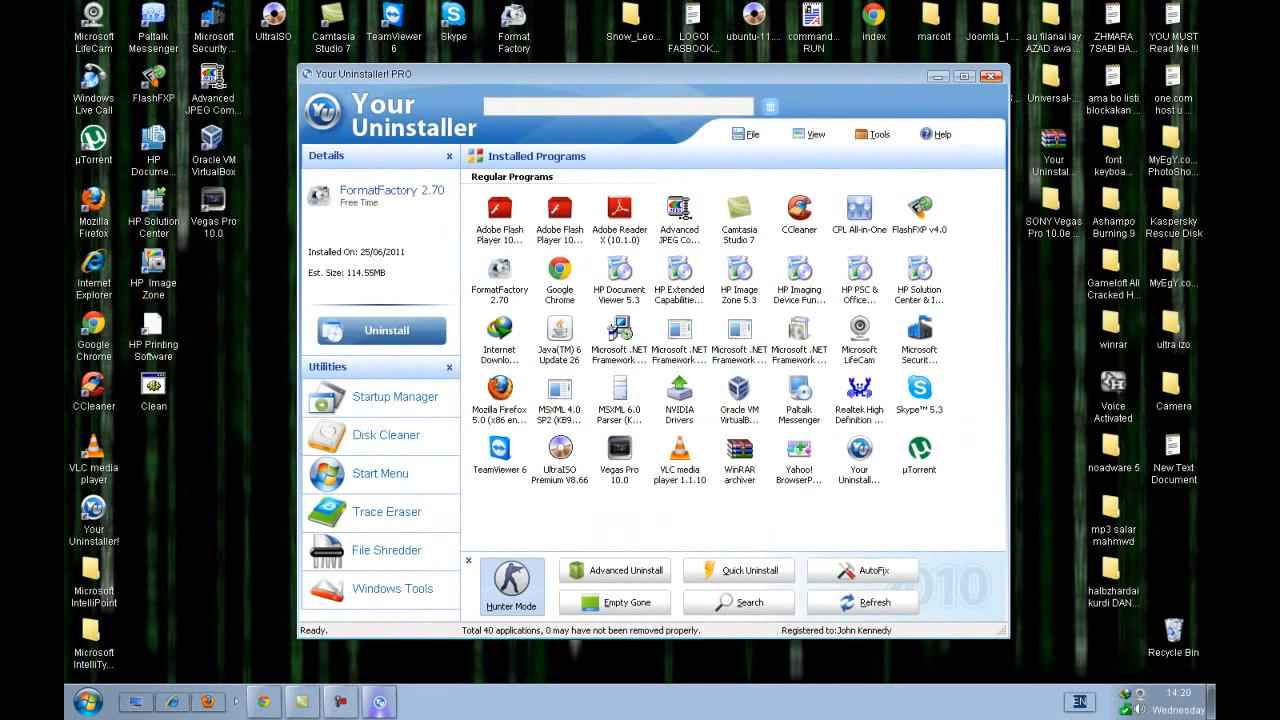 Microsoft
LifeCam
Paltalk
Messenger
Microsoft
Security ...
UltraISO
Camtasia
Studio 7
TeamViewer
6
Skype
Format
Factory
Snow_Leo...
LOGOI
FASBOOK...
ubuntu-11...
command...
RUN
index
marcoit
Joomla_1...
au fllanai lay
AZAD awa...
ZHMARA
7SABI BA...
YOU MUST
Read Me !!!
Windows
Live Call
FlashFXP
Advanced
JPEG Com...
Universal-...
ama bo listi
blockakan ...
one.com
host u ...
µTorrent
HP
Docume...
Oracle VM
VirtualBox
Your
Uninstal...
font
keyboa...
MyEgY.co...
PhotoSho...
Mozilla
Firefox
HP Solution
Center
Vegas Pro
10.0
SONY Vegas
Pro 10.0e ...
Ashampo
Burning 9
Kaspersky
Rescue Disk
Internet
Explorer
HP Image
Zone
Gameloft All
Cracked H...
MyEgY.co...
Google
Chrome
HP Printing
Software
winrar
ultra izo
CCleaner
Clean
Voice
Activated
Camera
VLC media
player
noadware 5
New Text
Document
Your
Uninstaller!
mp3 salar
mahmwd
Microsoft
IntelliPoint
halbzhardai
kurdi DAN...
Microsoft
IntelliTy...
Recycle Bin
Your Uninstaller! PRO
YU
Your
Uninstaller
File
View
Tools
Help
Details
x
Installed Programs
Regular Programs
FormatFactory 2.70
Free Time
Installed On: 25/06/2011
Est. Size: 114.55MB
Uninstall
Utilities
x
Startup Manager
Disk Cleaner
Start Menu
Trace Eraser
File Shredder
Windows Tools
Adobe Flash
Player 10...
Adobe Flash
Player 10...
Adobe Reader
X (10.1.0)
Advanced
JPEG Co...
Camtasia
Studio 7
CCleaner
CPL All-in-One
FlashFXP v4.0
FormatFactory
2.70
Google
Chrome
HP Document
Viewer 5.3
HP Extended
Capabilitie...
HP Image
Zone 5.3
HP Imaging
Device Fun...
HP PSC &
Office...
HP Solution
Center & I...
Internet
Downlo...
Java(TM) 6
Update 26
Microsoft .NET
Framework ...
Microsoft .NET
Framework ...
Microsoft .NET
Framework ...
Microsoft .NET
Framework ...
Microsoft
LifeCam
Microsoft
Securit...
Mozilla Firefox
5.0 (x86 en...
MSXML 4.0
SP2 (KB9...
MSXML 6.0
Parser (K...
NVIDIA
Drivers
Oracle VM
VirtualB...
Paltalk
Messenger
Realtek High
Definition ...
Skype™ 5.3
TeamViewer 6
UltraISO
Premium V8.66
Vegas Pro
10.0
VLC media
player 1.1.10
WinRAR
archiver
Yahoo!
BrowserP...
Your
Uninstall...
µTorrent
x
Hunter Mode
Advanced Uninstall
Quick Uninstall
AutoFix
Empty Gone
Search
Refresh
2010
Ready.
Total 40 applications, 0 may have not been removed properly.
Registered to:John Kennedy
EN
14:20
Wednesday